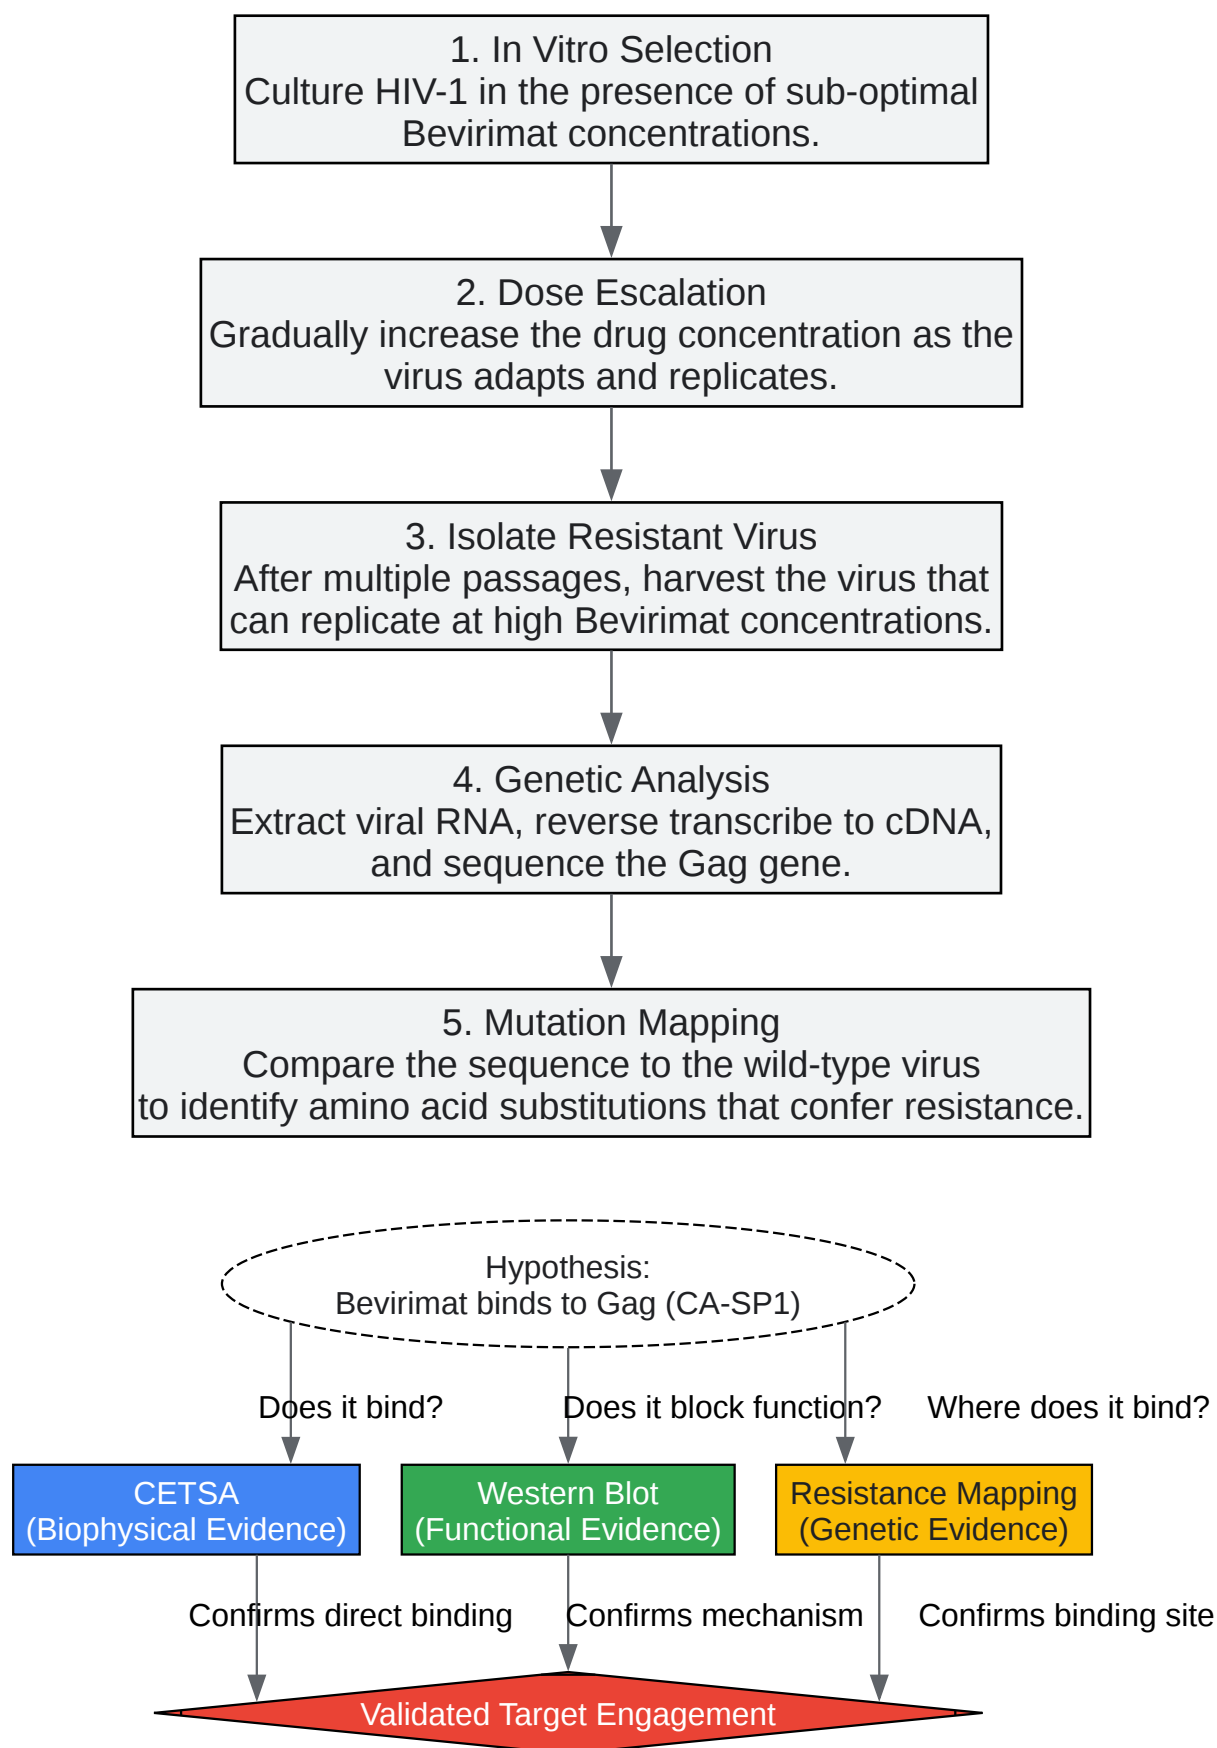 1. In Vitro Selection
Culture HIV-1 in the presence of sub-optimal
Bevirimat concentrations.
2. Dose Escalation
Gradually increase the drug concentration as the
virus adapts and replicates.
3. Isolate Resistant Virus
After multiple passages, harvest the virus that
can replicate at high Bevirimat concentrations.
4. Genetic Analysis
Extract viral RNA, reverse transcribe to cDNA,
and sequence the Gag gene.
5. Mutation Mapping
Compare the sequence to the wild-type virus
to identify amino acid substitutions that confer resistance.
Hypothesis:
Bevirimat binds to Gag (CA-SP1)
Does it bind?
Does it block function?
Where does it bind?
CETSA
(Biophysical Evidence)
Western Blot
(Functional Evidence)
Resistance Mapping
(Genetic Evidence)
Confirms direct binding
Confirms mechanism
Confirms binding site
Validated Target Engagement